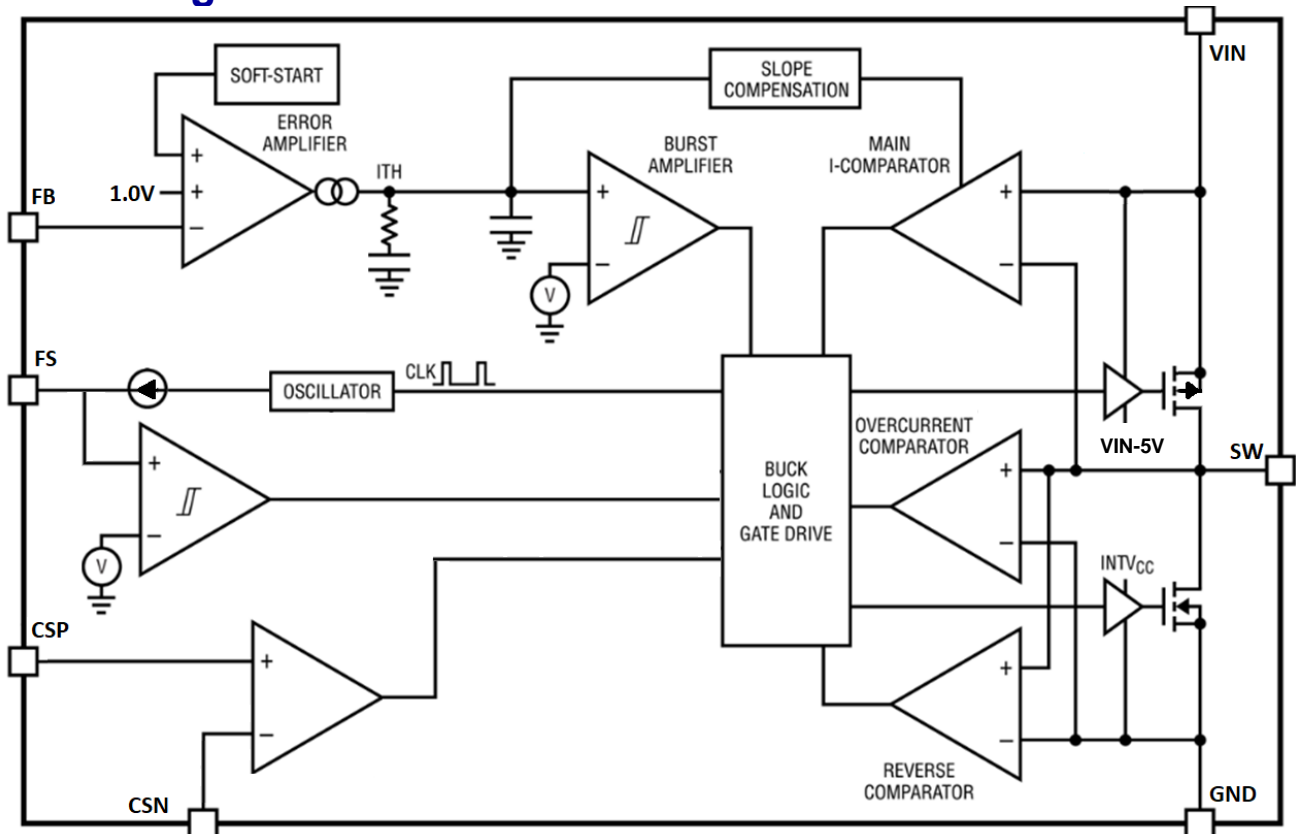 g
VIN
SOFT-START
SLOPE
COMPENSATION
ERROR
AMPLIFIER
BURST
AMPLIFIER
MAIN
I-COMPARATOR
ITH
+
+
−
1.0V
FB
+
−
V
+
−
FS
OSCILLATOR
CLK
VIN-5V
SW
OVERCURRENT
COMPARATOR
+
−
BUCK
LOGIC
AND
GATE DRIVE
+
−
V
INTVCC
CSP
+
−
+
−
REVERSE
COMPARATOR
CSN
GND